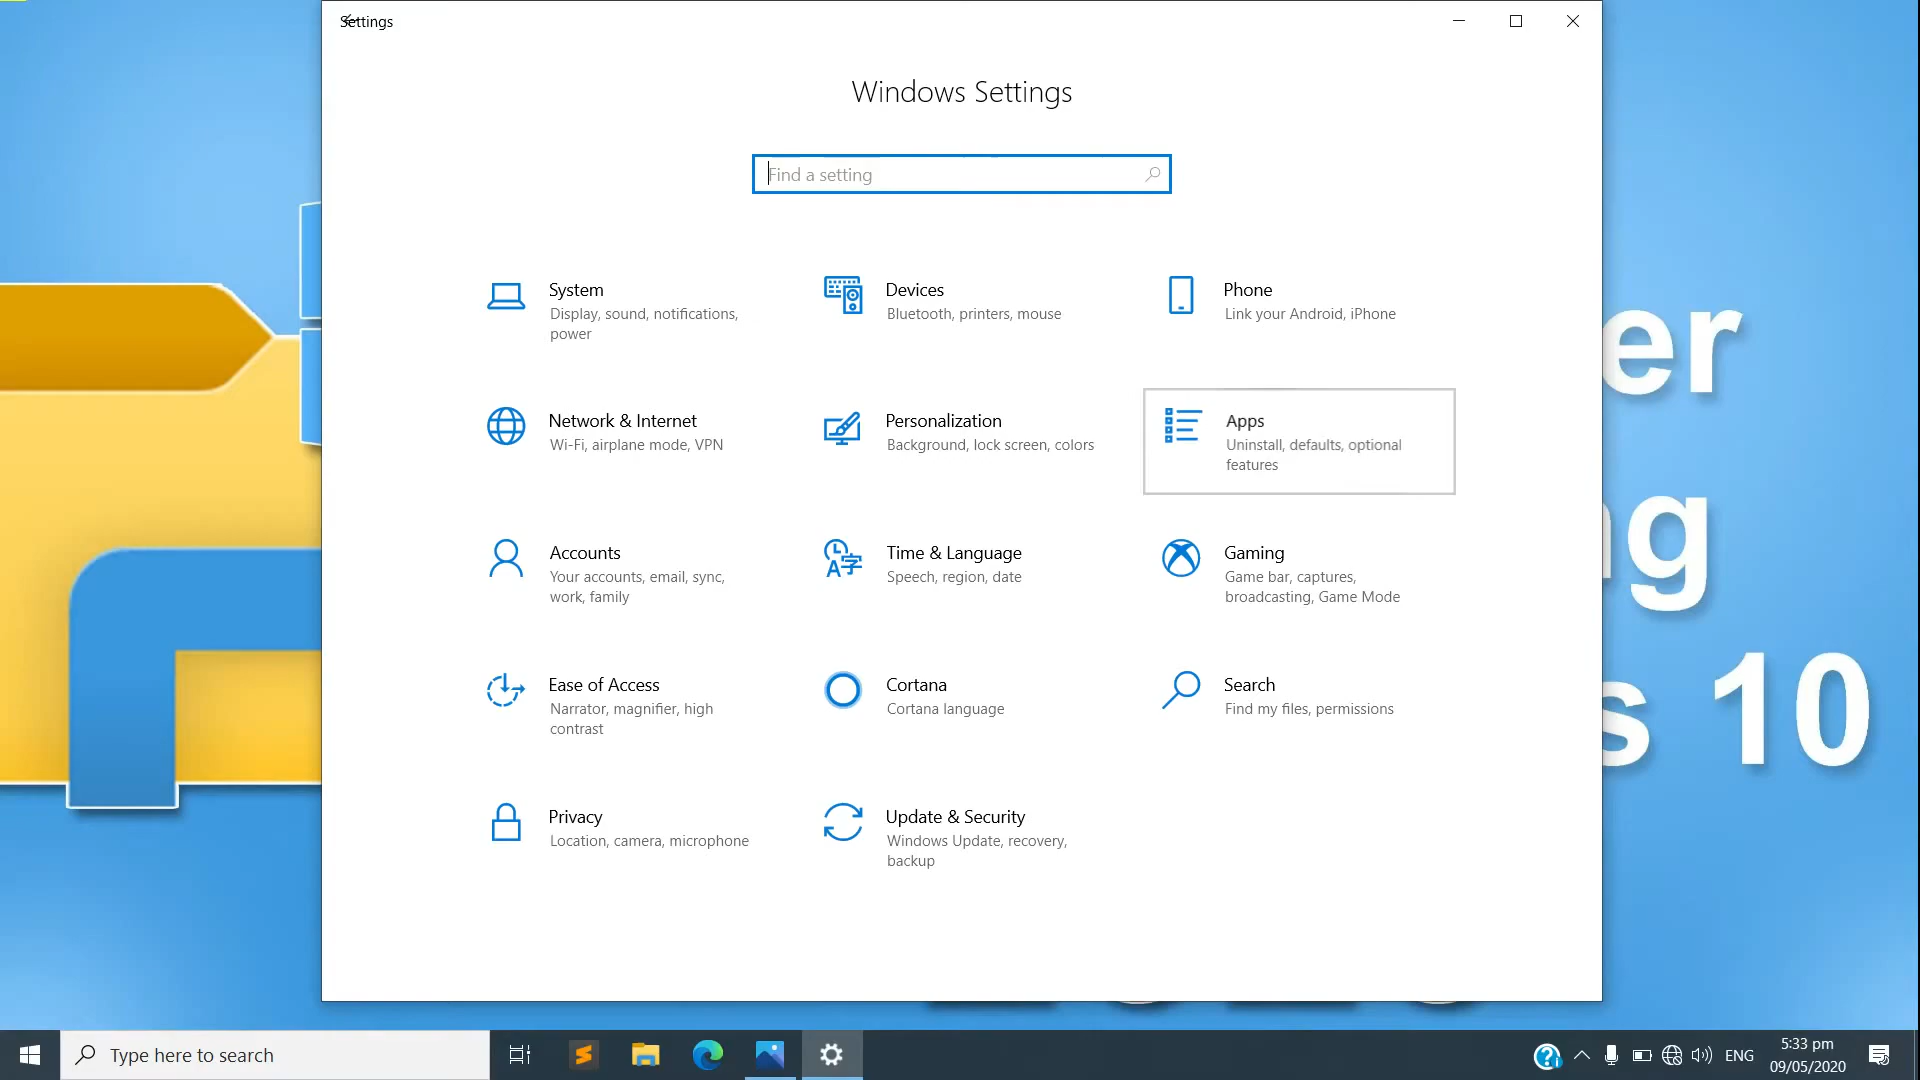 Settings
Windows Settings
Find a setting
System
Display, sound, notifications,
power
Devices
Bluetooth, printers, mouse
Phone
Link your Android, iPhone
Network & Internet
Wi-Fi, airplane mode, VPN
Personalization
Background, lock screen, colors
Apps
Uninstall, defaults, optional
features
Accounts
Your accounts, email, sync,
work, family
Time & Language
Speech, region, date
Gaming
Game bar, captures,
broadcasting, Game Mode
Ease of Access
Narrator, magnifier, high
contrast
Cortana
Cortana language
Search
Find my files, permissions
Privacy
Location, camera, microphone
Update & Security
Windows Update, recovery,
backup
er
g
s 10
Type here to search
ENG
5:33 pm
09/05/2020